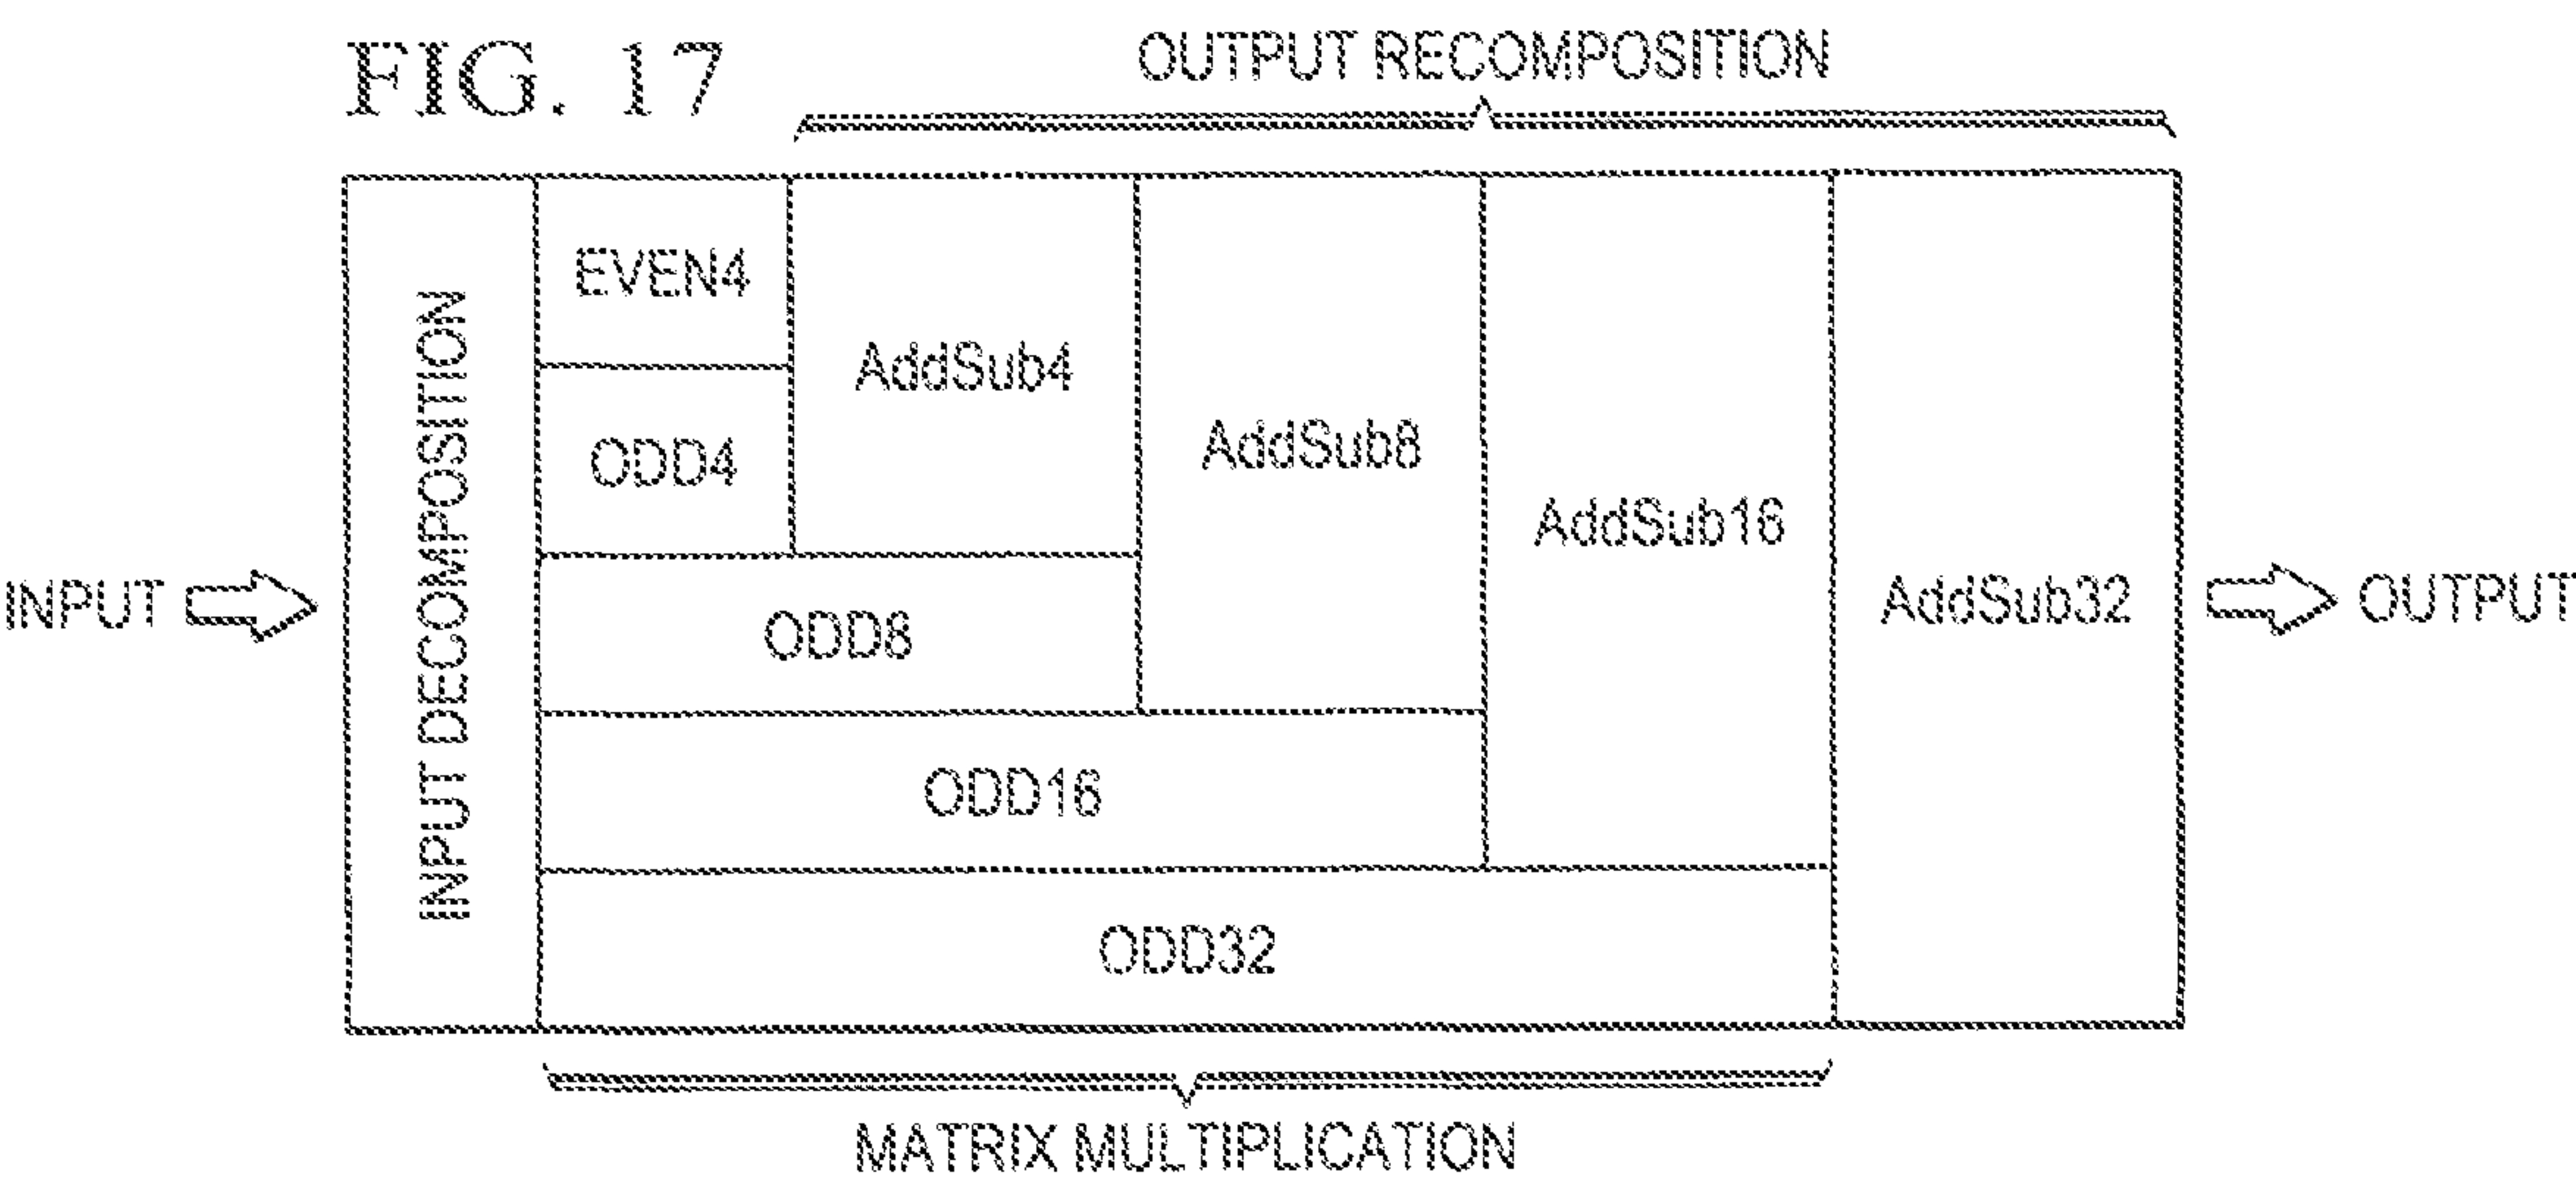 FIG. 17
OUTPUT RECOMPOSITION
INPUT
INPUT DECOMPOSITION
EVEN4
ODD4
AddSub4
ODD8
AddSub8
ODD16
AddSub16
ODD32
AddSub32
OUTPUT
MATRIX MULTIPLICATION